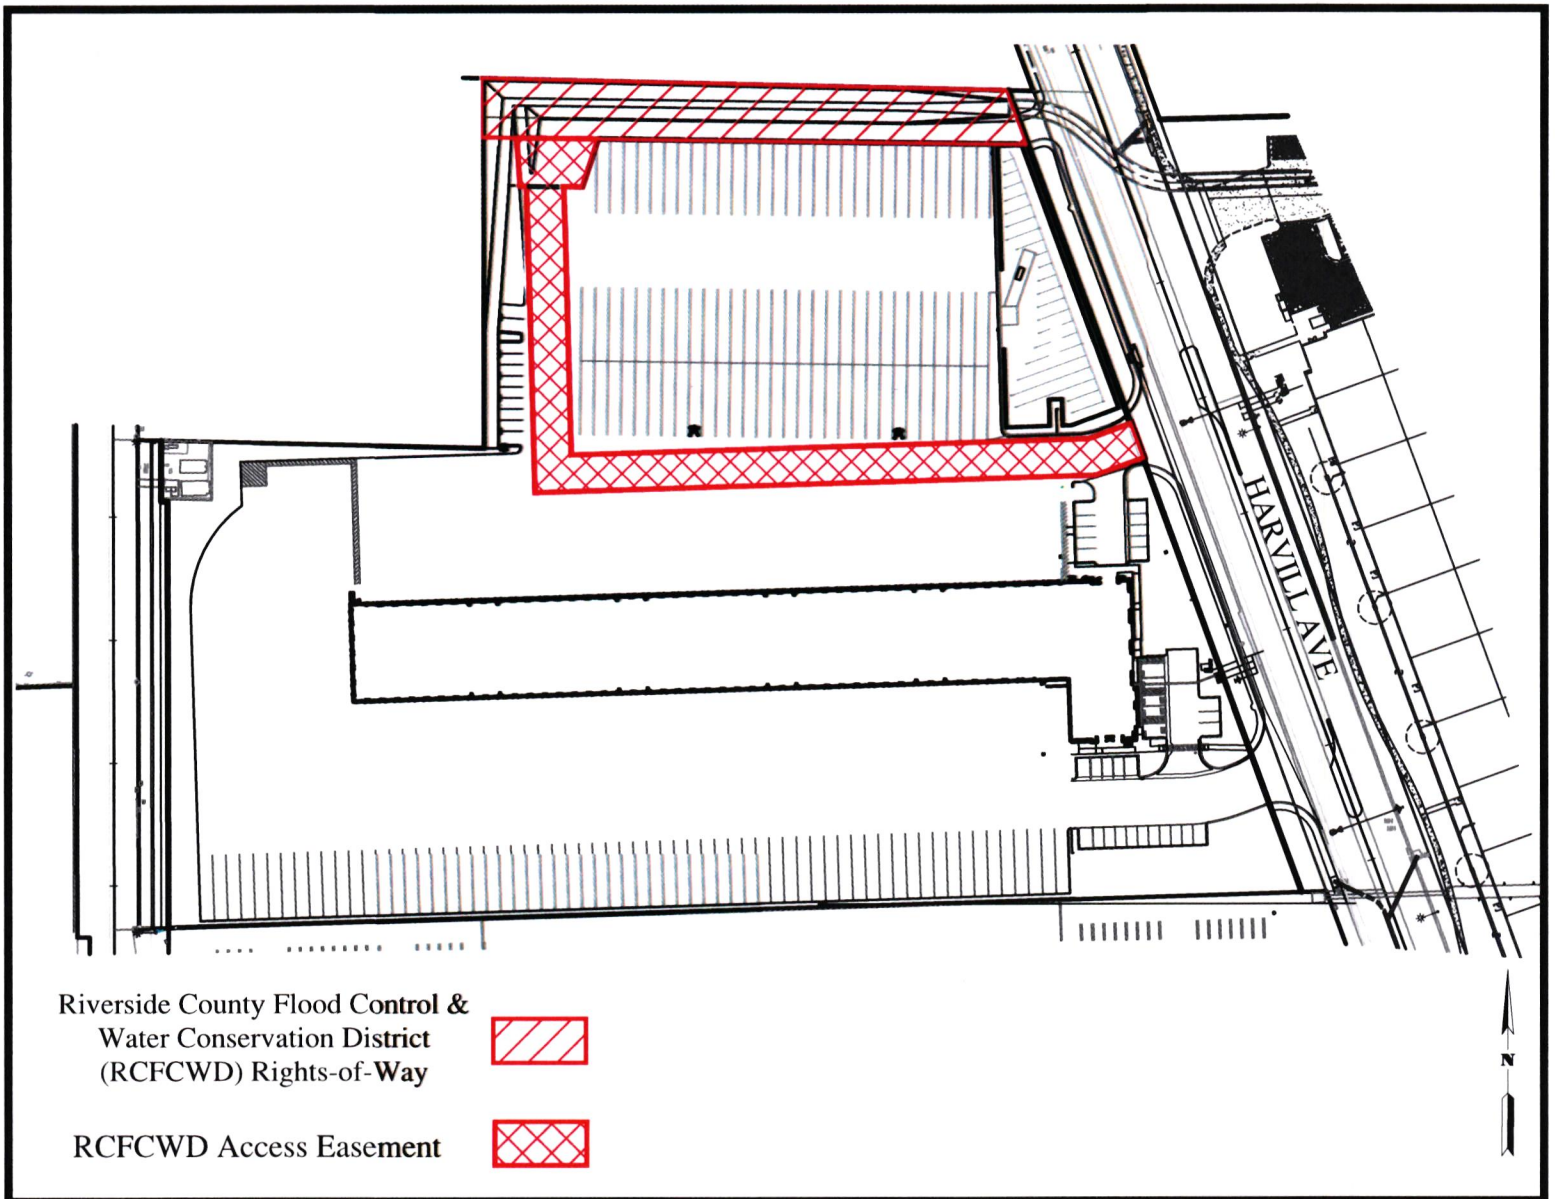 HARVILL AVE
Riverside County Flood Control &
Water Conservation District
(RCFCWD) Rights-of-Way
RCFCWD Access Easement
N